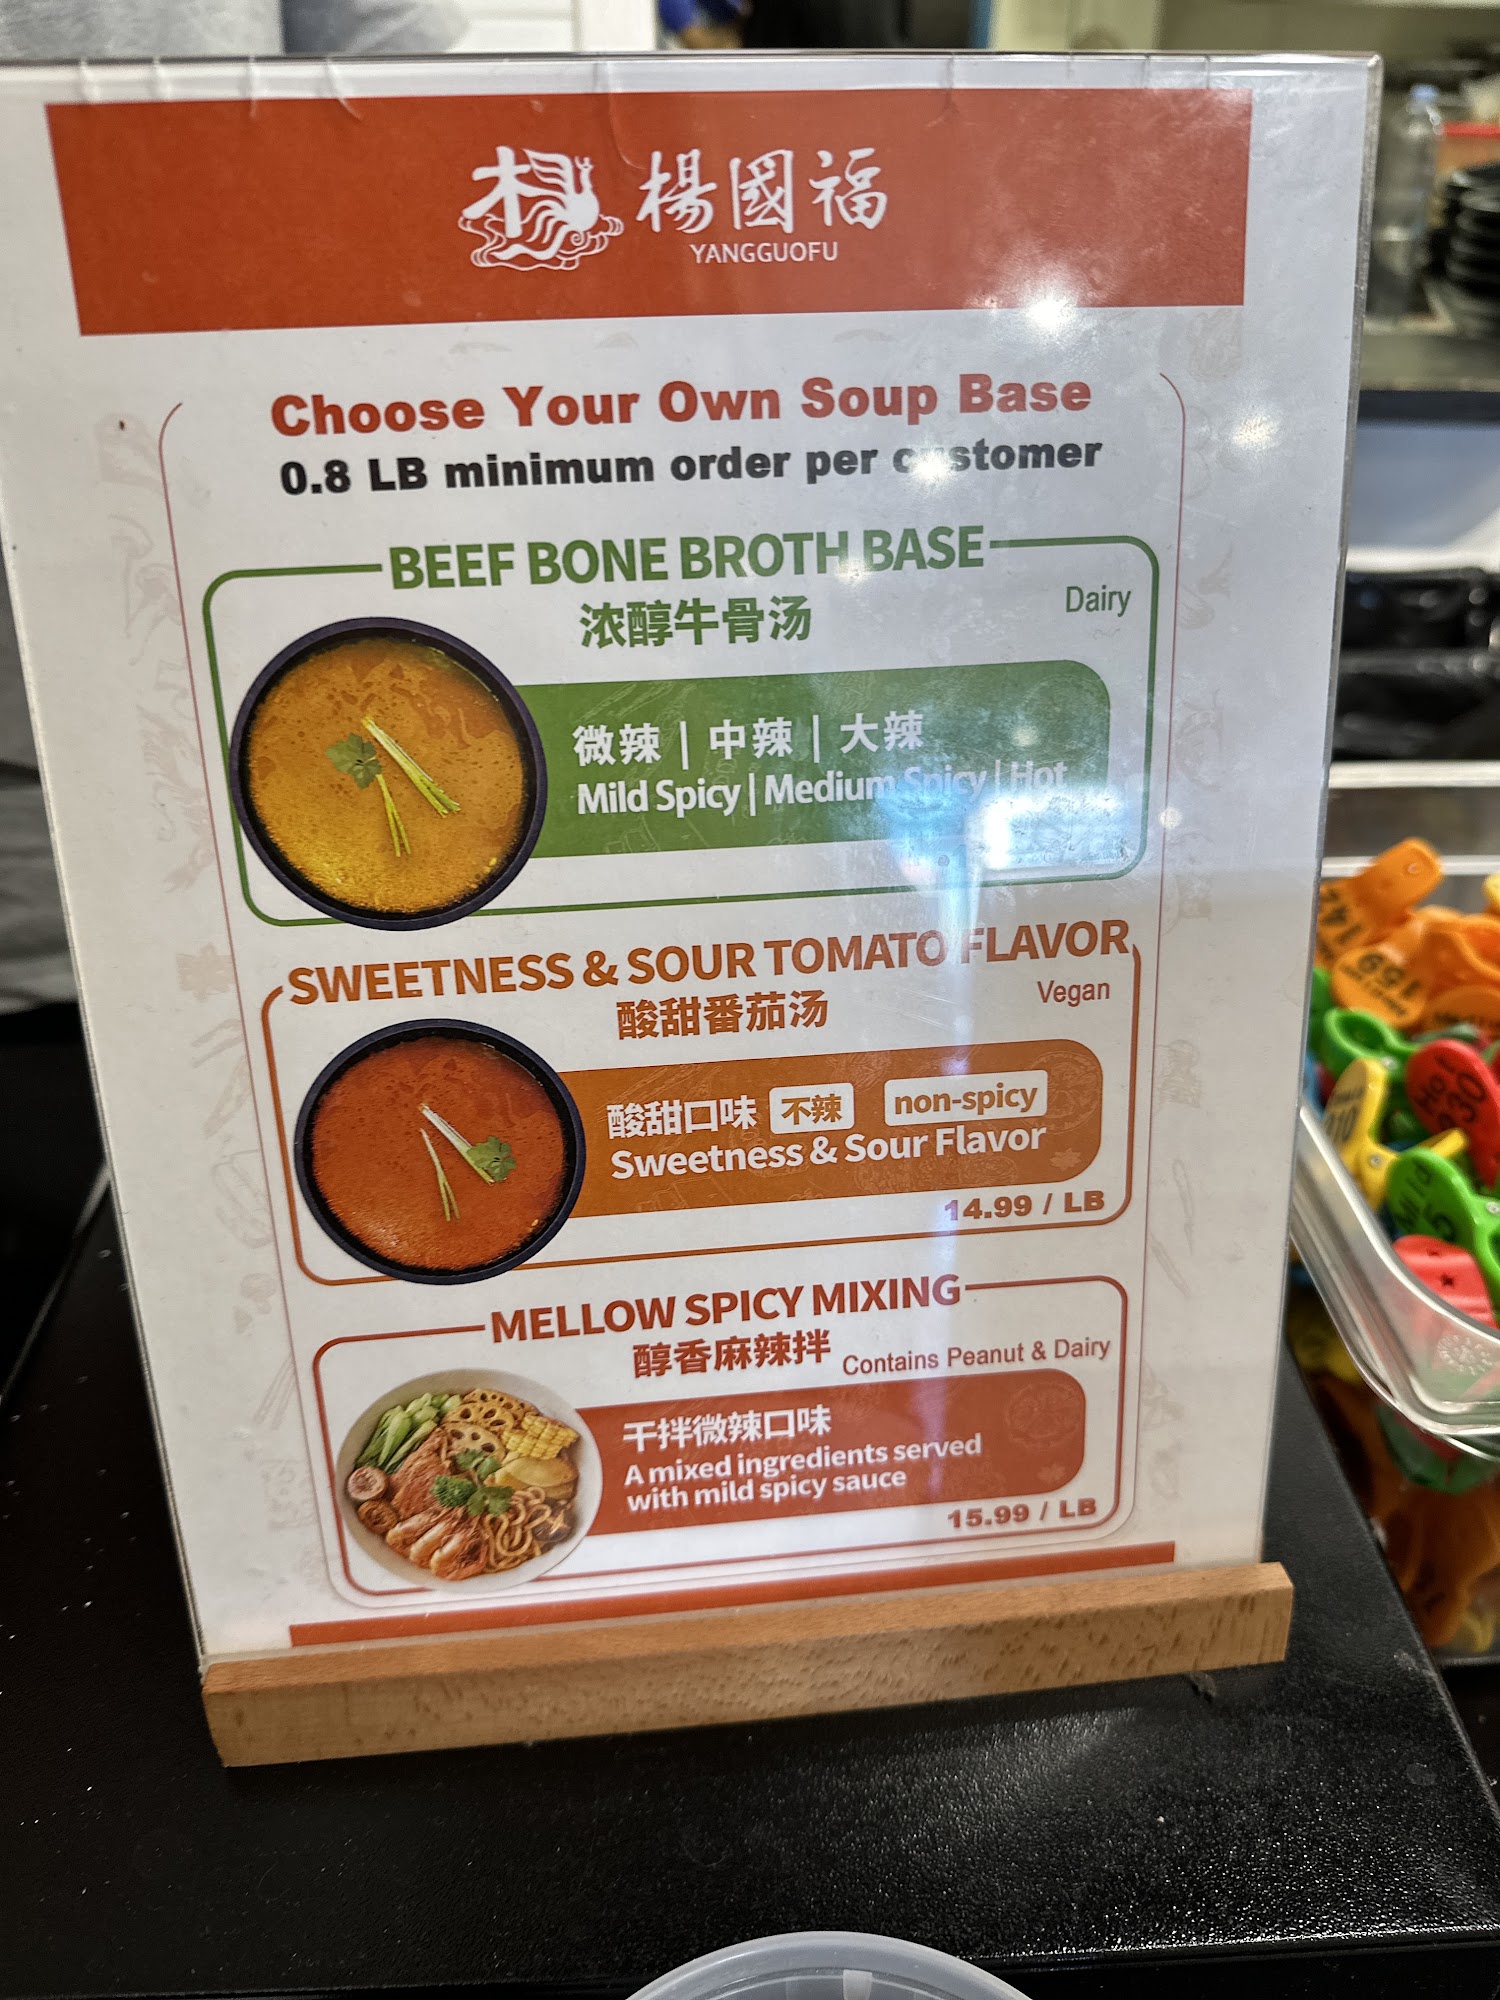 楊國福
YANGGUOFU
Choose Your Own Soup Base
0.8 LB minimum order per customer
BEEF BONE BROTH BASE
浓醇牛骨汤
Dairy
微辣 | 中辣 | 大辣
Mild Spicy | Medium Spicy | Hot
SWEETNESS & SOUR TOMATO FLAVOR
酸甜番茄汤
Vegan
酸甜口味 不辣 non-spicy
Sweetness & Sour Flavor
14.99 / LB
MELLOW SPICY MIXING
醇香麻辣拌
Contains Peanut & Dairy
干拌微辣口味
A mixed ingredients served
with mild spicy sauce
15.99 / LB
142
159
Hot
Mild